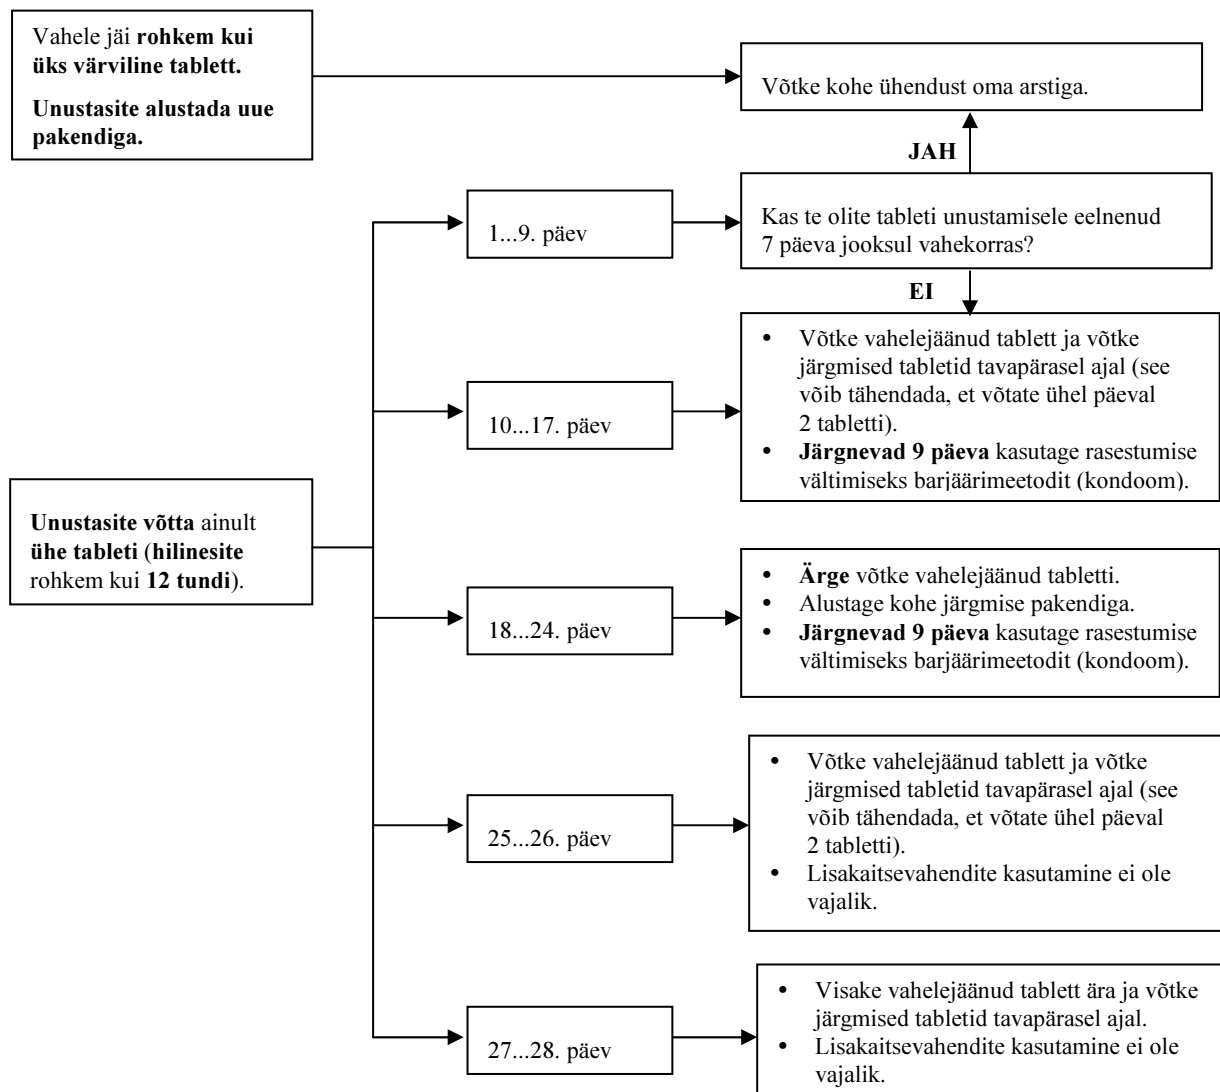 Vahele jäi rohkem kui
üks värviline tablett.
Unustasite alustada uue
pakendiga.
Võtke kohe ühendust oma arstiga.
JAH
1...9. päev
Kas te olite tableti unustamisele eelnenud
7 päeva jooksul vahekorras?
EI
10...17. päev
• Võtke vahelejäänud tablett ja võtke
järgmised tabletid tavapärasel ajal (see
võib tähendada, et võtate ühel päeval
2 tabletti).
• Järgnevad 9 päeva kasutage rasestumise
vältimiseks barjäärimeetodit (kondoom).
Unustasite võtta ainult
ühe tableti (hilinesite
rohkem kui 12 tundi).
18...24. päev
• Ärge võtke vahelejäänud tabletti.
• Alustage kohe järgmise pakendiga.
• Järgnevad 9 päeva kasutage rasestumise
vältimiseks barjäärimeetodit (kondoom).
25...26. päev
• Võtke vahelejäänud tablett ja võtke
järgmised tabletid tavapärasel ajal (see
võib tähendada, et võtate ühel päeval
2 tabletti).
• Lisakaitsevahendite kasutamine ei ole
vajalik.
27...28. päev
• Visake vahelejäänud tablett ära ja võtke
järgmised tabletid tavapärasel ajal.
• Lisakaitsevahendite kasutamine ei ole
vajalik.